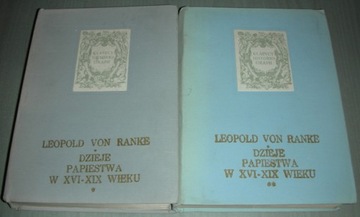 LEOPOLD VON RANKE
*
DZIEJE
PAPIESTWA
W XVI-XIX WIEKU
*
LEOPOLD VON RANKE
*
DZIEJE
PAPIESTWA
W XVI-XIX WIEKU
**